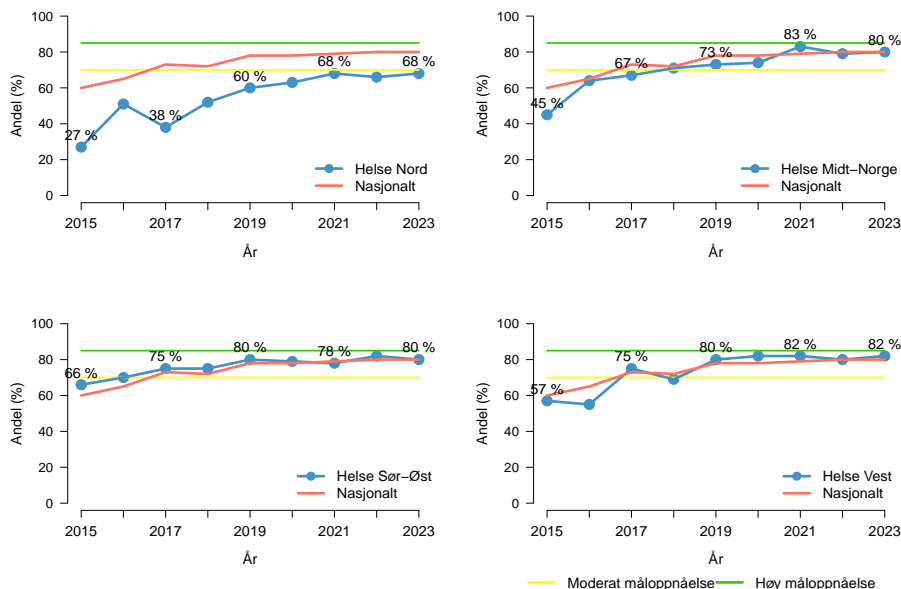 100
80
60
40
20
0
Andel (%)
27 %
38 %
60 %
68 %
68 %
Helse Nord
Nasjonalt
2015 2017 2019 2021 2023
År
100
80
60
40
20
0
Andel (%)
45 %
67 %
73 %
83 %
80 %
Helse Midt−Norge
Nasjonalt
2015 2017 2019 2021 2023
År
100
80
60
40
20
0
Andel (%)
66 %
75 %
80 %
78 %
80 %
Helse Sør−Øst
Nasjonalt
2015 2017 2019 2021 2023
År
100
80
60
40
20
0
Andel (%)
57 %
75 %
80 %
82 %
82 %
Helse Vest
Nasjonalt
2015 2017 2019 2021 2023
År
Moderat måloppnåelse Høy måloppnåelse